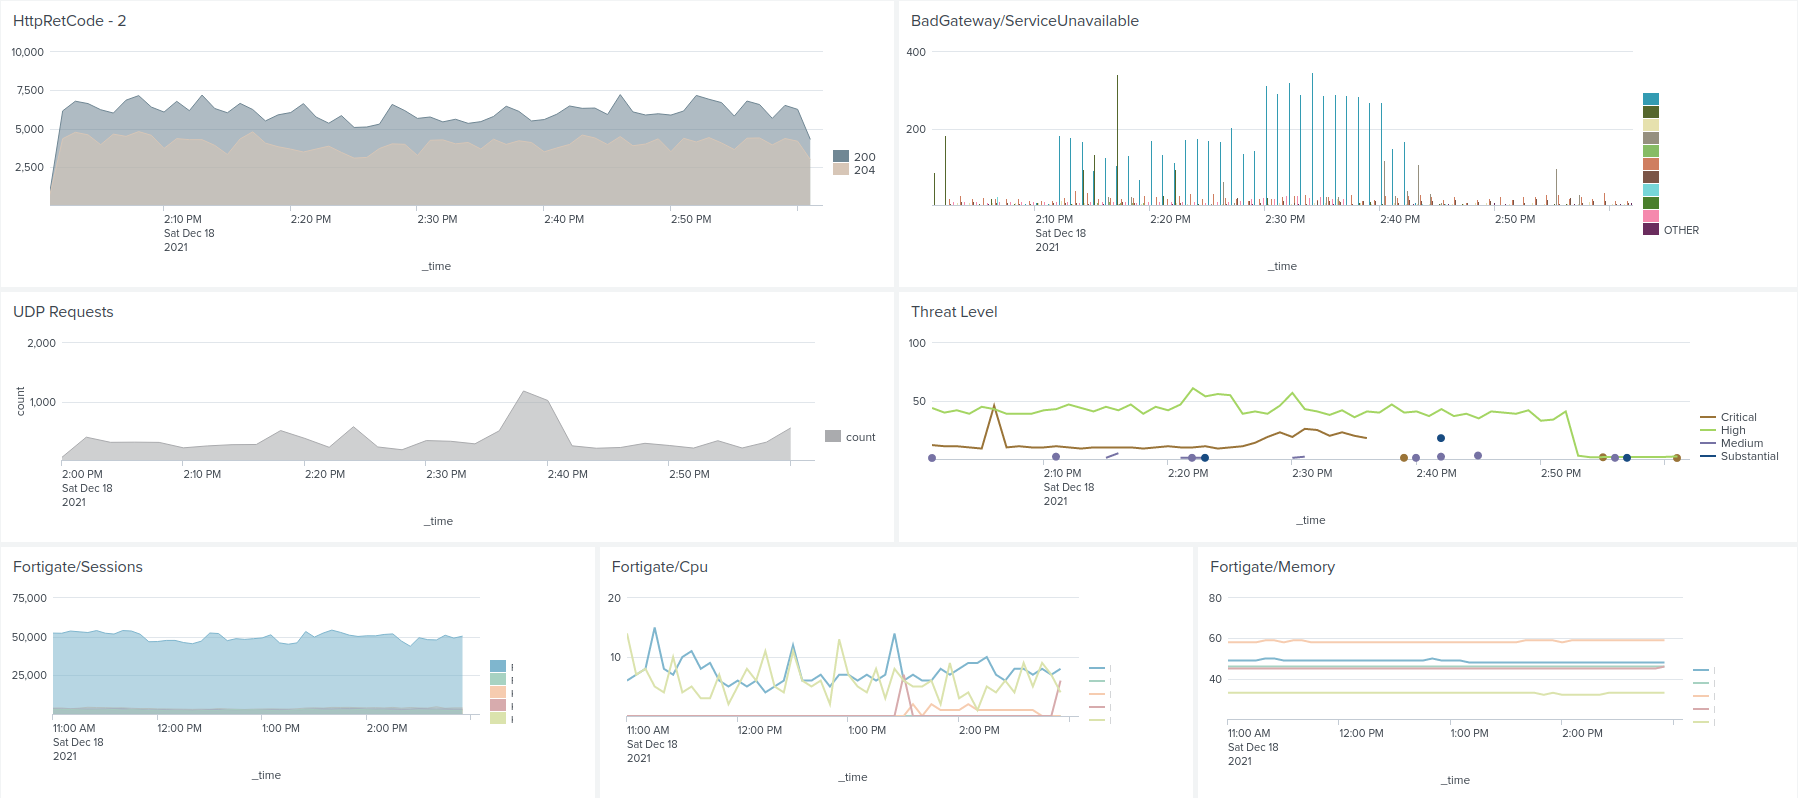 HttpRetCode - 2
10,000
7,500
5,000
2,500
2:10 PM
Sat Dec 18
2021
2:20 PM
2:30 PM
2:40 PM
2:50 PM
_time
200
204
BadGateway/ServiceUnavailable
400
200
2:10 PM
Sat Dec 18
2021
2:20 PM
2:30 PM
2:40 PM
2:50 PM
_time
OTHER
UDP Requests
count
2,000
1,000
2:00 PM
Sat Dec 18
2021
2:10 PM
2:20 PM
2:30 PM
2:40 PM
2:50 PM
_time
count
Threat Level
100
50
2:10 PM
Sat Dec 18
2021
2:20 PM
2:30 PM
2:40 PM
2:50 PM
_time
Critical
High
Medium
Substantial
Fortigate/Sessions
75,000
50,000
25,000
11:00 AM
Sat Dec 18
2021
12:00 PM
1:00 PM
2:00 PM
_time
Fortigate/Cpu
20
10
11:00 AM
Sat Dec 18
2021
12:00 PM
1:00 PM
2:00 PM
_time
Fortigate/Memory
80
60
40
11:00 AM
Sat Dec 18
2021
12:00 PM
1:00 PM
2:00 PM
_time